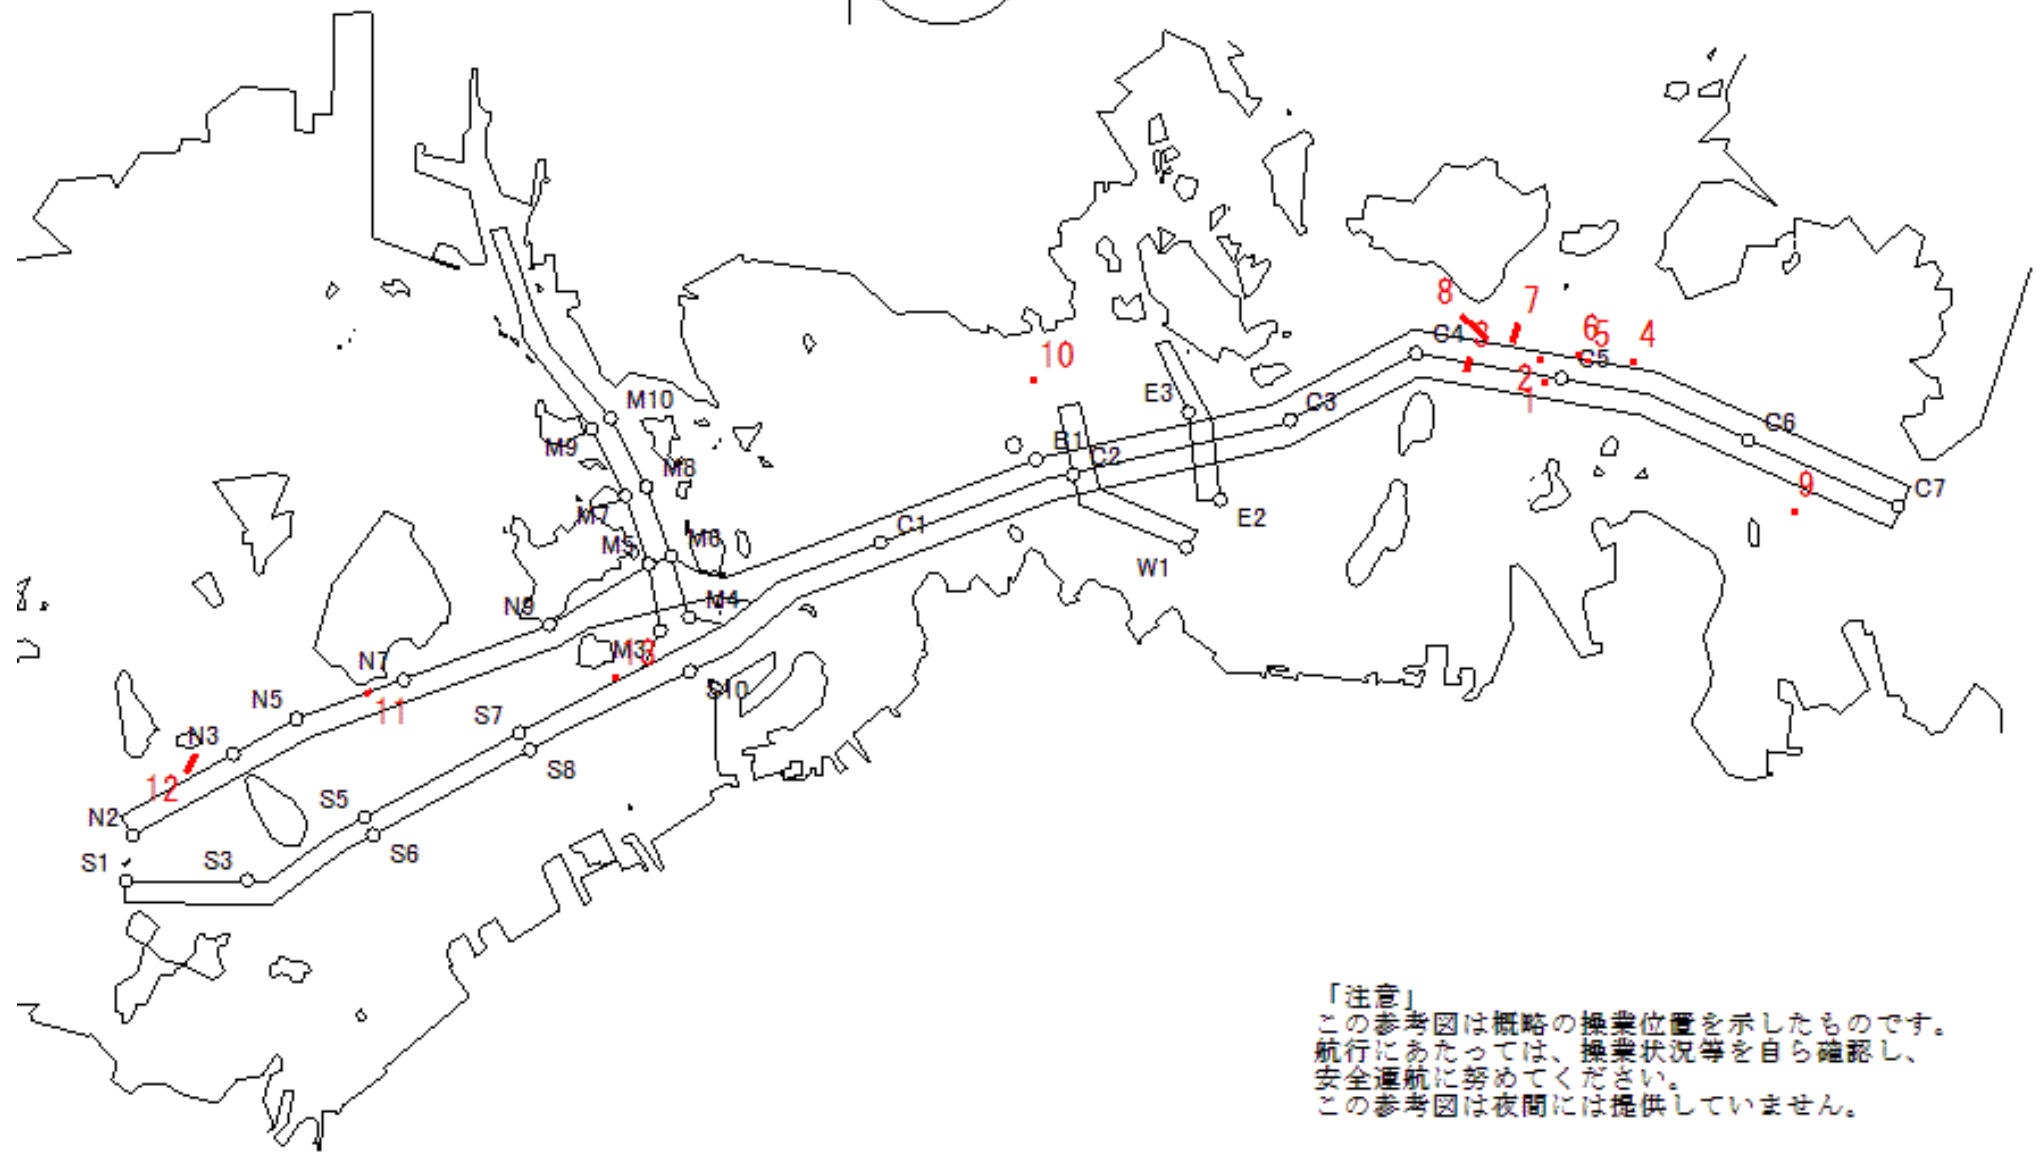 8
7
C4
3
6
5
4
C5
10
2
1
E3
C3
M10
C6
M9
B1
C2
M8
9
C7
M7
E2
C1
M5
M6
W1
N9
M4
M3
13
N7
S10
N5
11
S7
N3
S8
12
S5
N2
S6
S1
S3
「注意」
この参考図は概略の操業位置を示したものです。
航行にあたっては、操業状況等を自ら確認し、
安全運航に努めてください。
この参考図は夜間には提供していません。